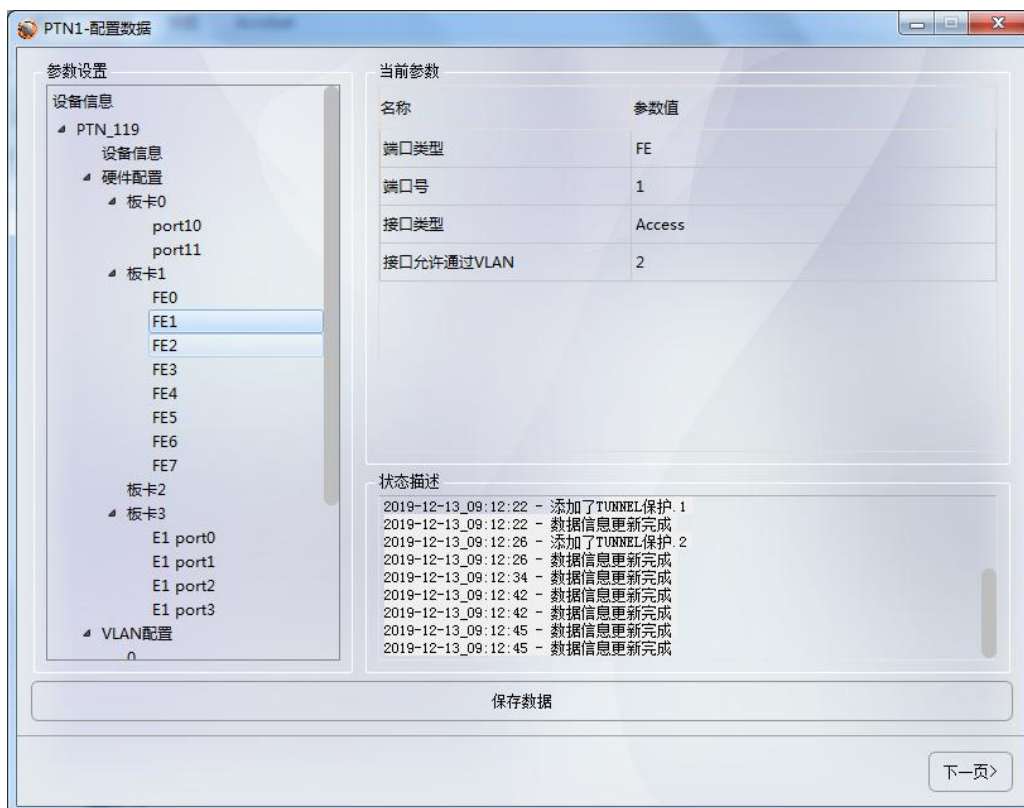 PTN1-配置数据
参数设置
设备信息
PTN_119
设备信息
硬件配置
板卡0
port10
port11
板卡1
FE0
FE1
FE2
FE3
FE4
FE5
FE6
FE7
板卡2
板卡3
E1 port0
E1 port1
E1 port2
E1 port3
VLAN配置
0
当前参数
名称 参数值
端口类型 FE
端口号 1
接口类型 Access
接口允许通过VLAN 2
状态描述
2019-12-13_09:12:22 - 添加了TUNNEL保护.1
2019-12-13_09:12:22 - 数据信息更新完成
2019-12-13_09:12:26 - 添加了TUNNEL保护.2
2019-12-13_09:12:26 - 数据信息更新完成
2019-12-13_09:12:34 - 数据信息更新完成
2019-12-13_09:12:42 - 数据信息更新完成
2019-12-13_09:12:42 - 数据信息更新完成
2019-12-13_09:12:45 - 数据信息更新完成
2019-12-13_09:12:45 - 数据信息更新完成
保存数据
下一页>